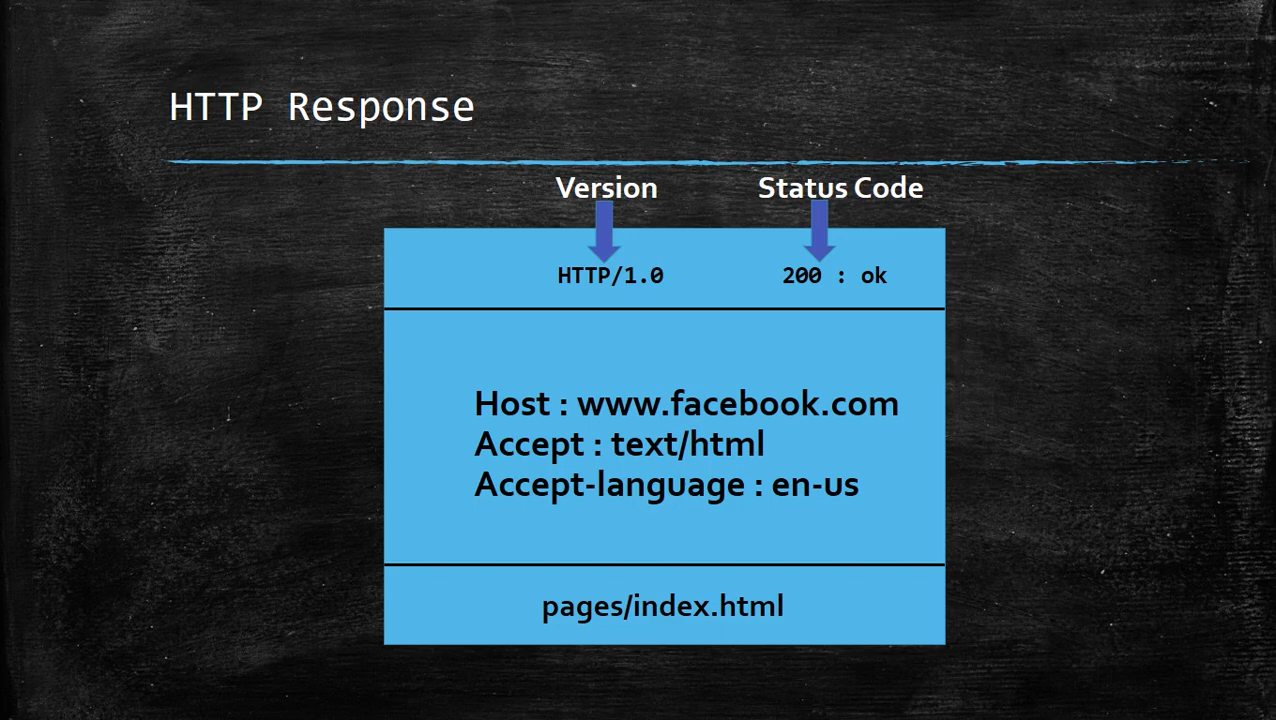 HTTP Response
Version Status Code
HTTP/1.0 200 : ok
Host : www.facebook.com
Accept : text/html
Accept-language : en-us
pages/index.html